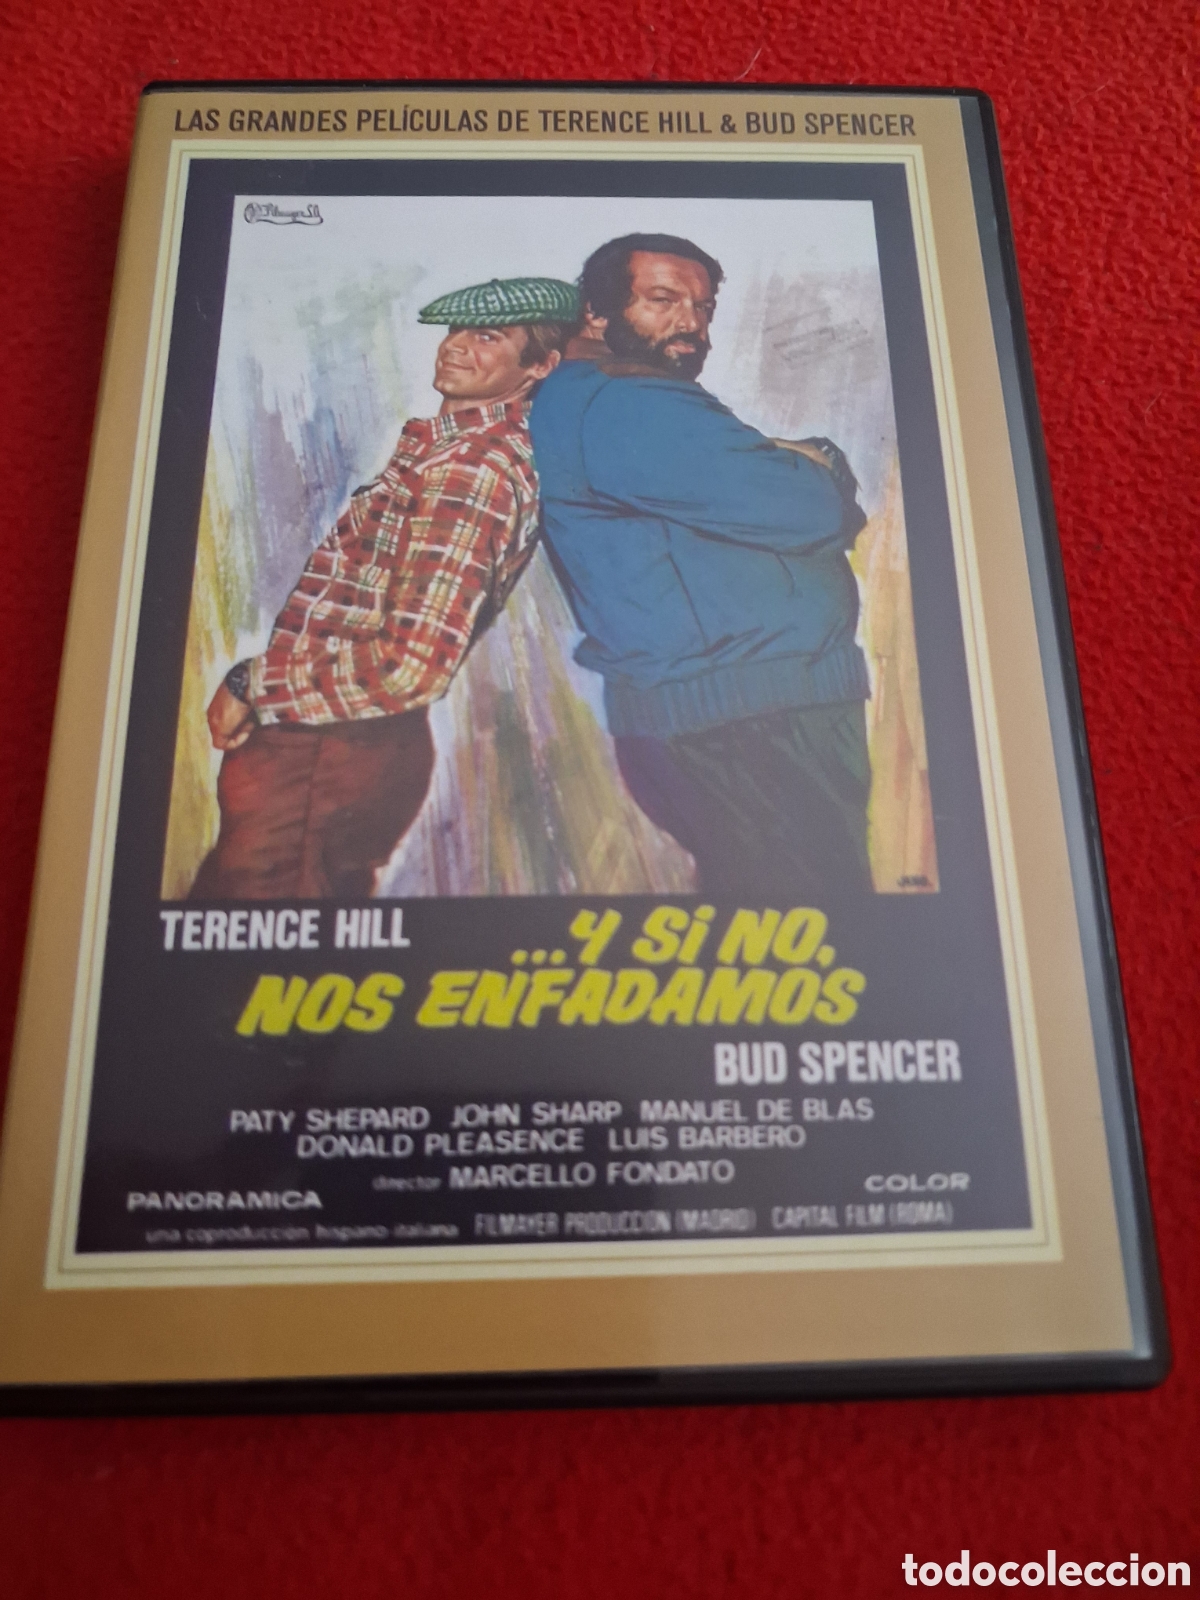 LAS GRANDES PELÍCULAS DE TERENCE HILL & BUD SPENCER
Filmayer S.A.
JANO.
TERENCE HILL
...Y Si NO,
NOS ENFADAMOS
BUD SPENCER
PATY SHEPARD JOHN SHARP MANUEL DE BLAS
DONALD PLEASENCE LUIS BARBERO
director MARCELLO FONDATO
PANORAMICA COLOR
una coproducción hispano-italiana FILMAYER PRODUCCION (MADRID) CAPITAL FILM (ROMA)
todocoleccion